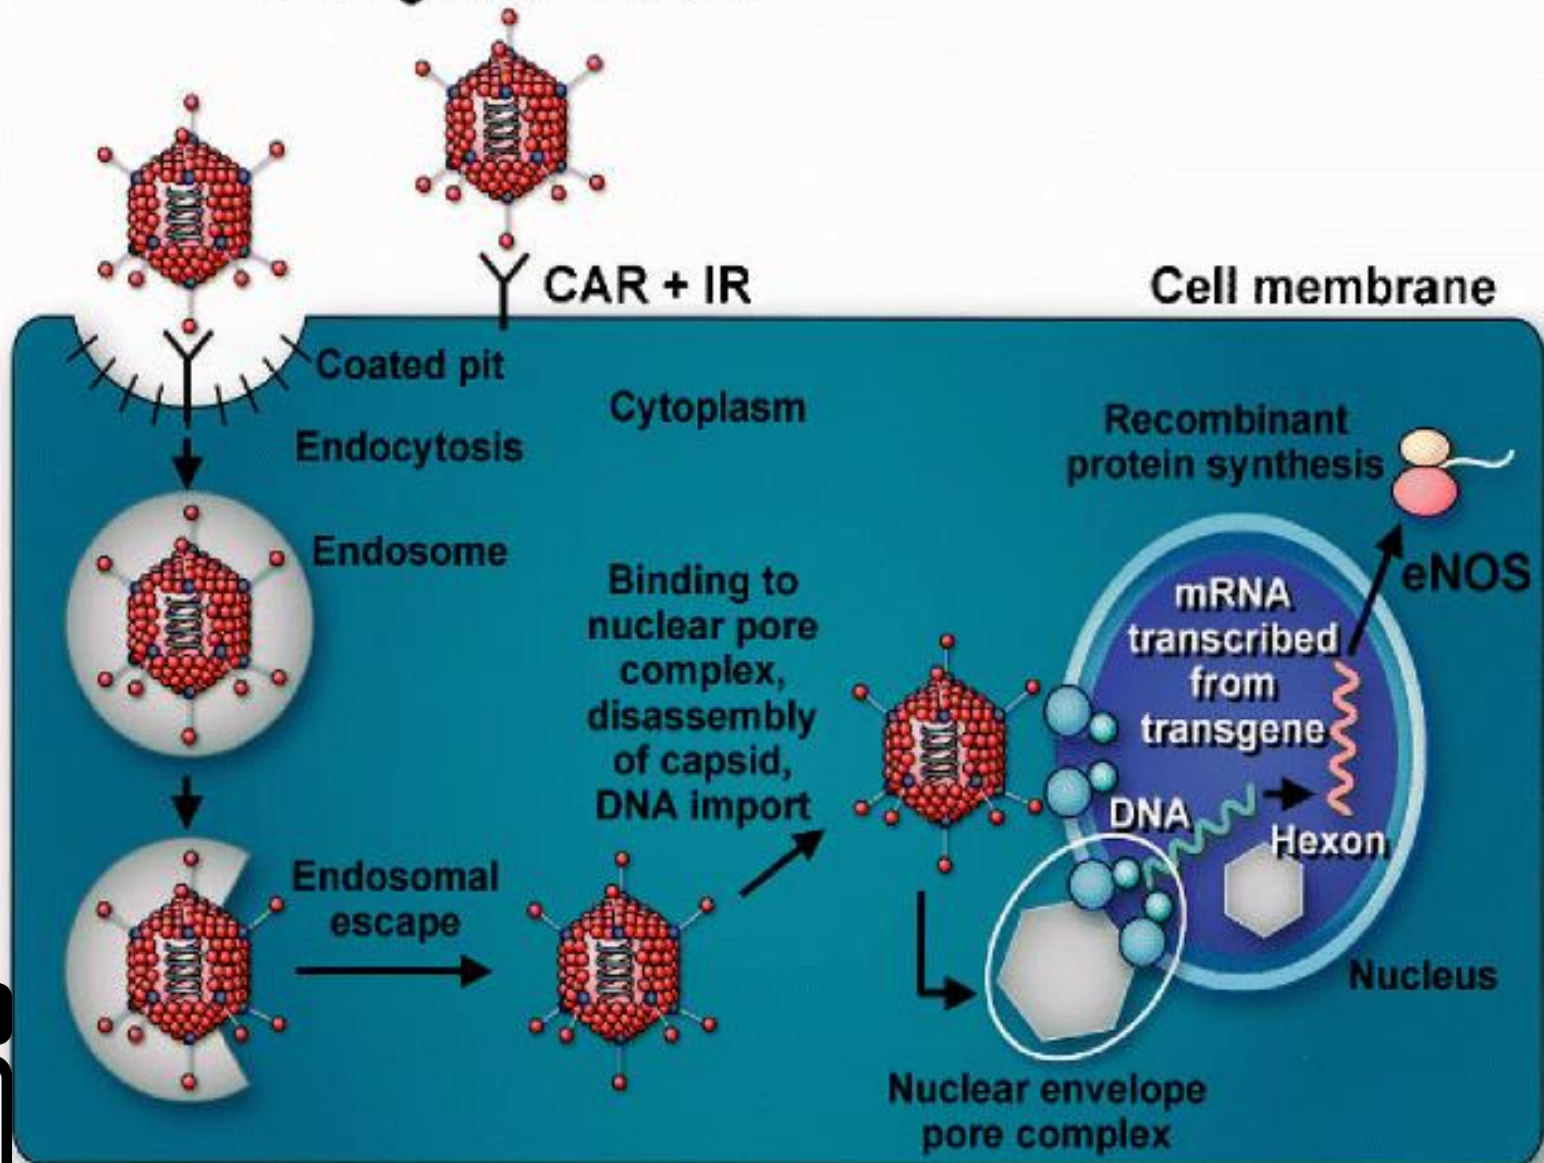 CAR + IR
Cell membrane
Coated pit
Cytoplasm
Endocytosis
Recombinant
protein synthesis
Endosome
eNOS
Binding to
nuclear pore
complex,
disassembly
of capsid,
DNA import
mRNA
transcribed
from
transgene
DNA
Hexon
Endosomal
escape
Nucleus
Nuclear envelope
pore complex